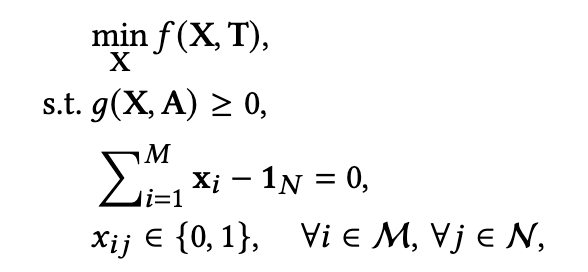 min f(X, T),
X
s.t. g(X, A) ≥ 0,
∑_{i=1}^{M} x_i − 1_N = 0,
x_{ij} ∈ {0, 1}, ∀i ∈ ℳ, ∀j ∈ 𝒩,